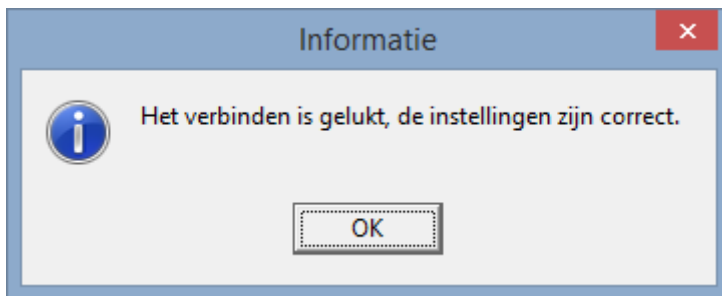 Informatie
Het verbinden is gelukt, de instellingen zijn correct.
OK